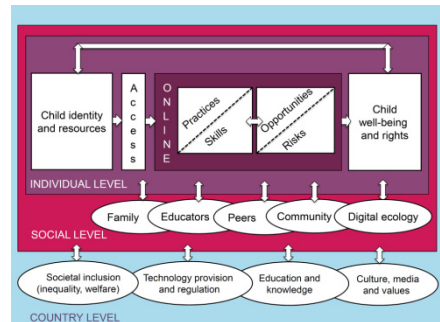 Child identity
and resources
A
c
c
e
s
s
O
N
L
I
N
E
Practices
Skills
Opportunities
Risks
Child
well-being
and rights
INDIVIDUAL LEVEL
Family
Educators
Peers
Community
Digital ecology
SOCIAL LEVEL
Societal inclusion
(inequality, welfare)
Technology provision
and regulation
Education and
knowledge
Culture, media
and values
COUNTRY LEVEL